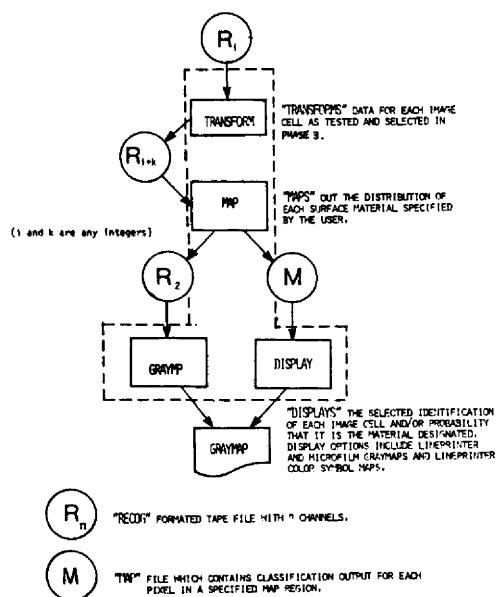 Ri
TRANSFORM
"TRANSFORMS" DATA FOR EACH IMAGE
CELL AS TESTED AND SELECTED IN
PHASE 3.
Ri+k
MAP
"MAPS" OUT THE DISTRIBUTION OF
EACH SURFACE MATERIAL SPECIFIED
BY THE USER.
(i and k are any integers)
R2
M
GRAYMP
DISPLAY
"DISPLAYS" THE SELECTED IDENTIFICATION
OF EACH IMAGE CELL AND/OR PROBABILITY
THAT IT IS THE MATERIAL DESIGNATED.
DISPLAY OPTIONS INCLUDE LINEPRINTER
AND MICROFILM GRAYMAPS AND LINEPRINTER
COLOR SYMBOL MAPS.
GRAYMAP
Rn
"RECOG" FORMATED TAPE FILE WITH n CHANNELS.
M
"MAP" FILE WHICH CONTAINS CLASSIFICATION OUTPUT FOR EACH
PIXEL IN A SPECIFIED MAP REGION.